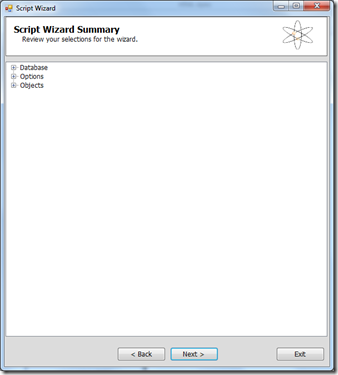 Script Wizard
Script Wizard Summary
Review your selections for the wizard.
Database
Options
Objects
< Back
Next >
Exit